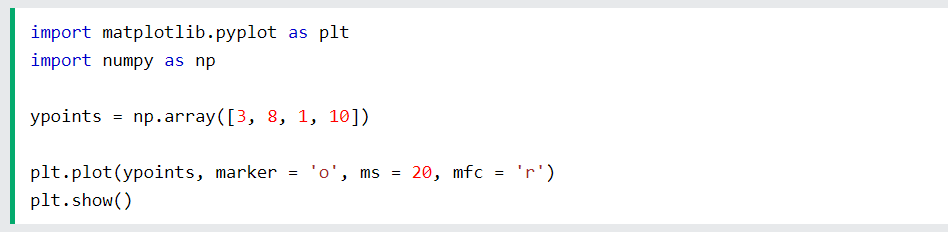 import matplotlib.pyplot as plt
import numpy as np
ypoints = np.array([3, 8, 1, 10])
plt.plot(ypoints, marker = 'o', ms = 20, mfc = 'r')
plt.show()